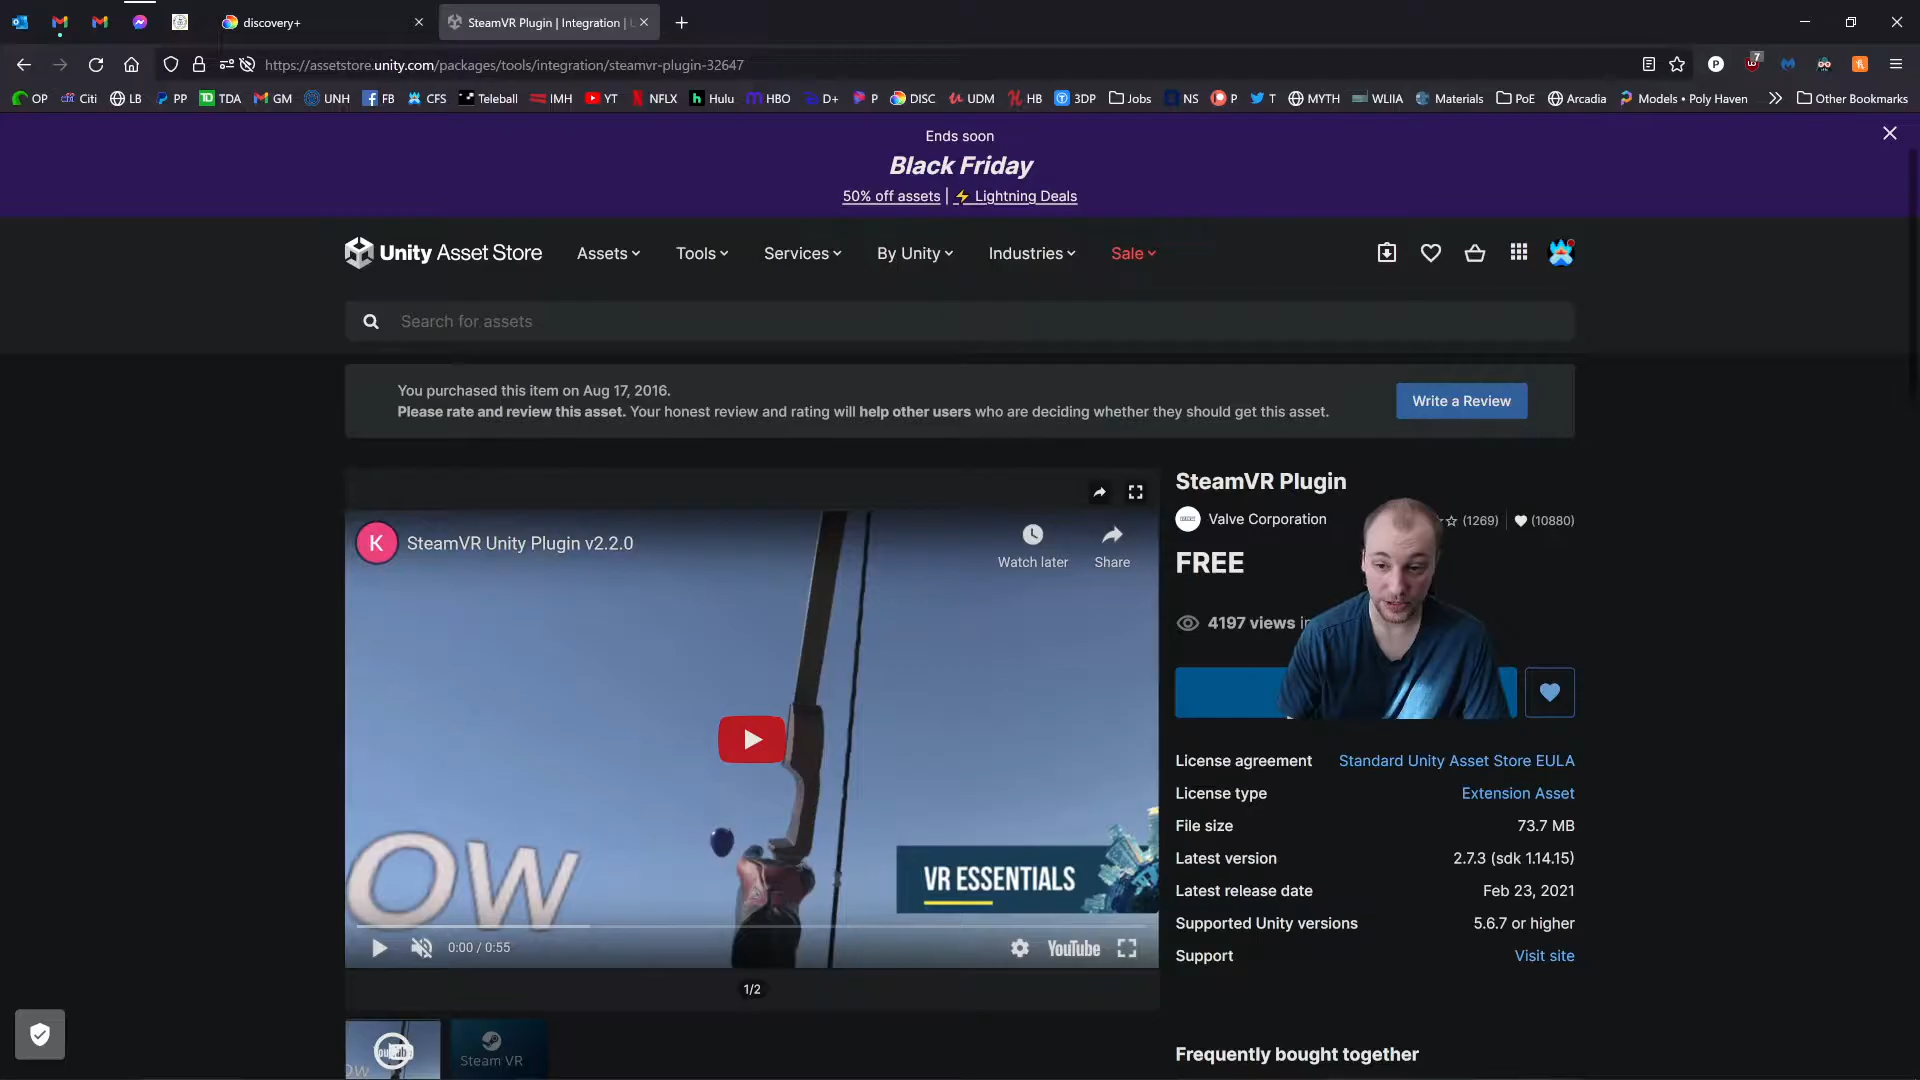 discovery+
SteamVR Plugin | Integration |
https://assetstore.unity.com/packages/tools/integration/steamvr-plugin-32647
7
OP
Citi
LB
PP
TDA
GM
UNH
FB
CFS
Teleball
IMH
YT
NFLX
Hulu
HBO
D+
P
DISC
UDM
HB
3DP
Jobs
NS
P
T
MYTH
WLIIA
Materials
PoE
Arcadia
Models • Poly Haven
Other Bookmarks
Ends soon
Black Friday
50% off assets | ⚡ Lightning Deals
Unity Asset Store
Assets
Tools
Services
By Unity
Industries
Sale
Search for assets
You purchased this item on Aug 17, 2016.
Please rate and review this asset. Your honest review and rating will help other users who are deciding whether they should get this asset.
Write a Review
K
SteamVR Unity Plugin v2.2.0
Watch later
Share
OW
VR ESSENTIALS
0:00 / 0:55
YouTube
1/2
OW
Steam VR
SteamVR Plugin
Valve Corporation
(1269)
(10880)
FREE
4197 views
License agreement
Standard Unity Asset Store EULA
License type
Extension Asset
File size
73.7 MB
Latest version
2.7.3 (sdk 1.14.15)
Latest release date
Feb 23, 2021
Supported Unity versions
5.6.7 or higher
Support
Visit site
Frequently bought together